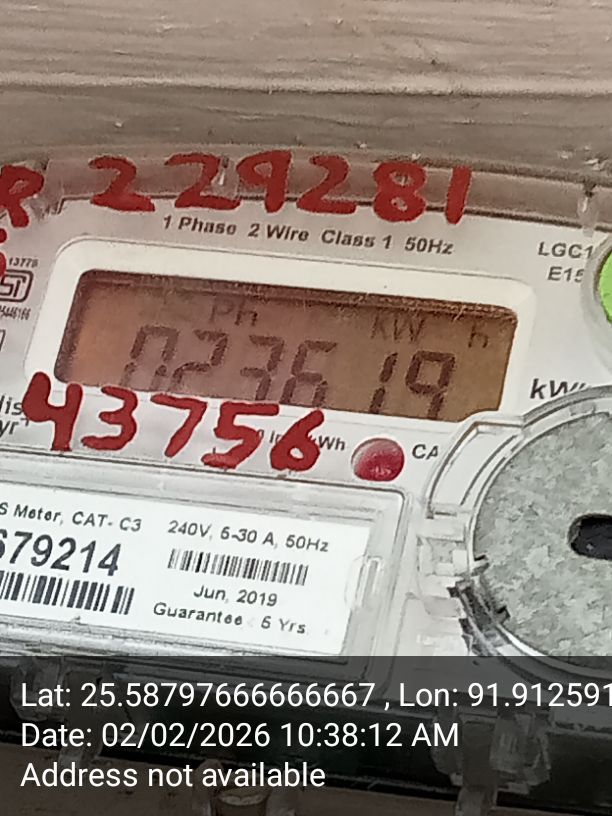 R 229281
1 Phase 2 Wire Class 1 50Hz
LGC1
E15
13779
Ph KW h
023619
kW
43756
Wh
CA
S Meter, CAT- C3
679214
240V, 5-30 A, 50Hz
Jun, 2019
Guarantee : 5 Yrs.
Lat: 25.58797666666667 , Lon: 91.912591
Date: 02/02/2026 10:38:12 AM
Address not available